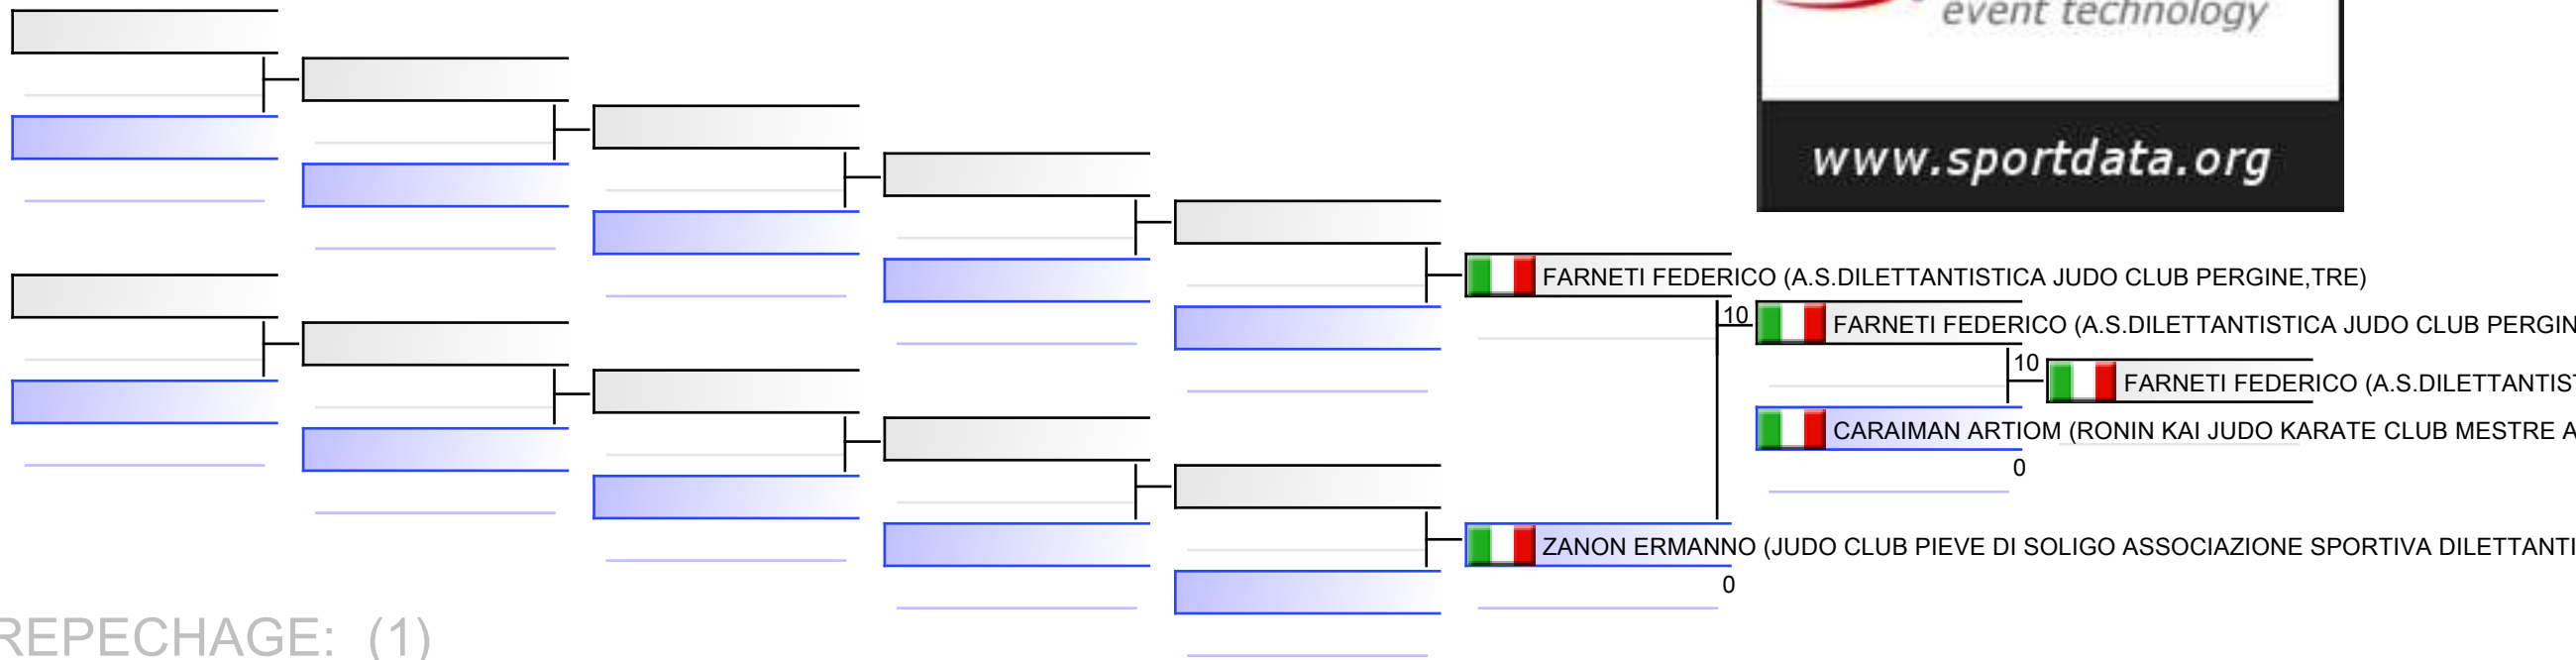 event technology
www.sportdata.org
FARNETI FEDERICO (A.S.DILETTANTISTICA JUDO CLUB PERGINE,TRE)
10
FARNETI FEDERICO (A.S.DILETTANTISTICA JUDO CLUB PERGIN
10
FARNETI FEDERICO (A.S.DILETTANTIST
CARAIMAN ARTIOM (RONIN KAI JUDO KARATE CLUB MESTRE A
0
ZANON ERMANNO (JUDO CLUB PIEVE DI SOLIGO ASSOCIAZIONE SPORTIVA DILETTANTI
0
REPECHAGE: (1)